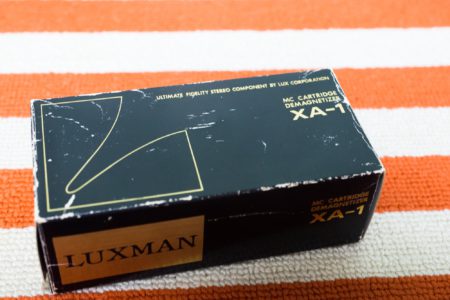 ULTIMATE FIDELITY STEREO COMPONENT BY LUX CORPORATION
MC CARTRIDGE
DEMAGNETIZER
XA-1
MC CARTRIDGE
DEMAGNETIZER
XA-1
LUXMAN